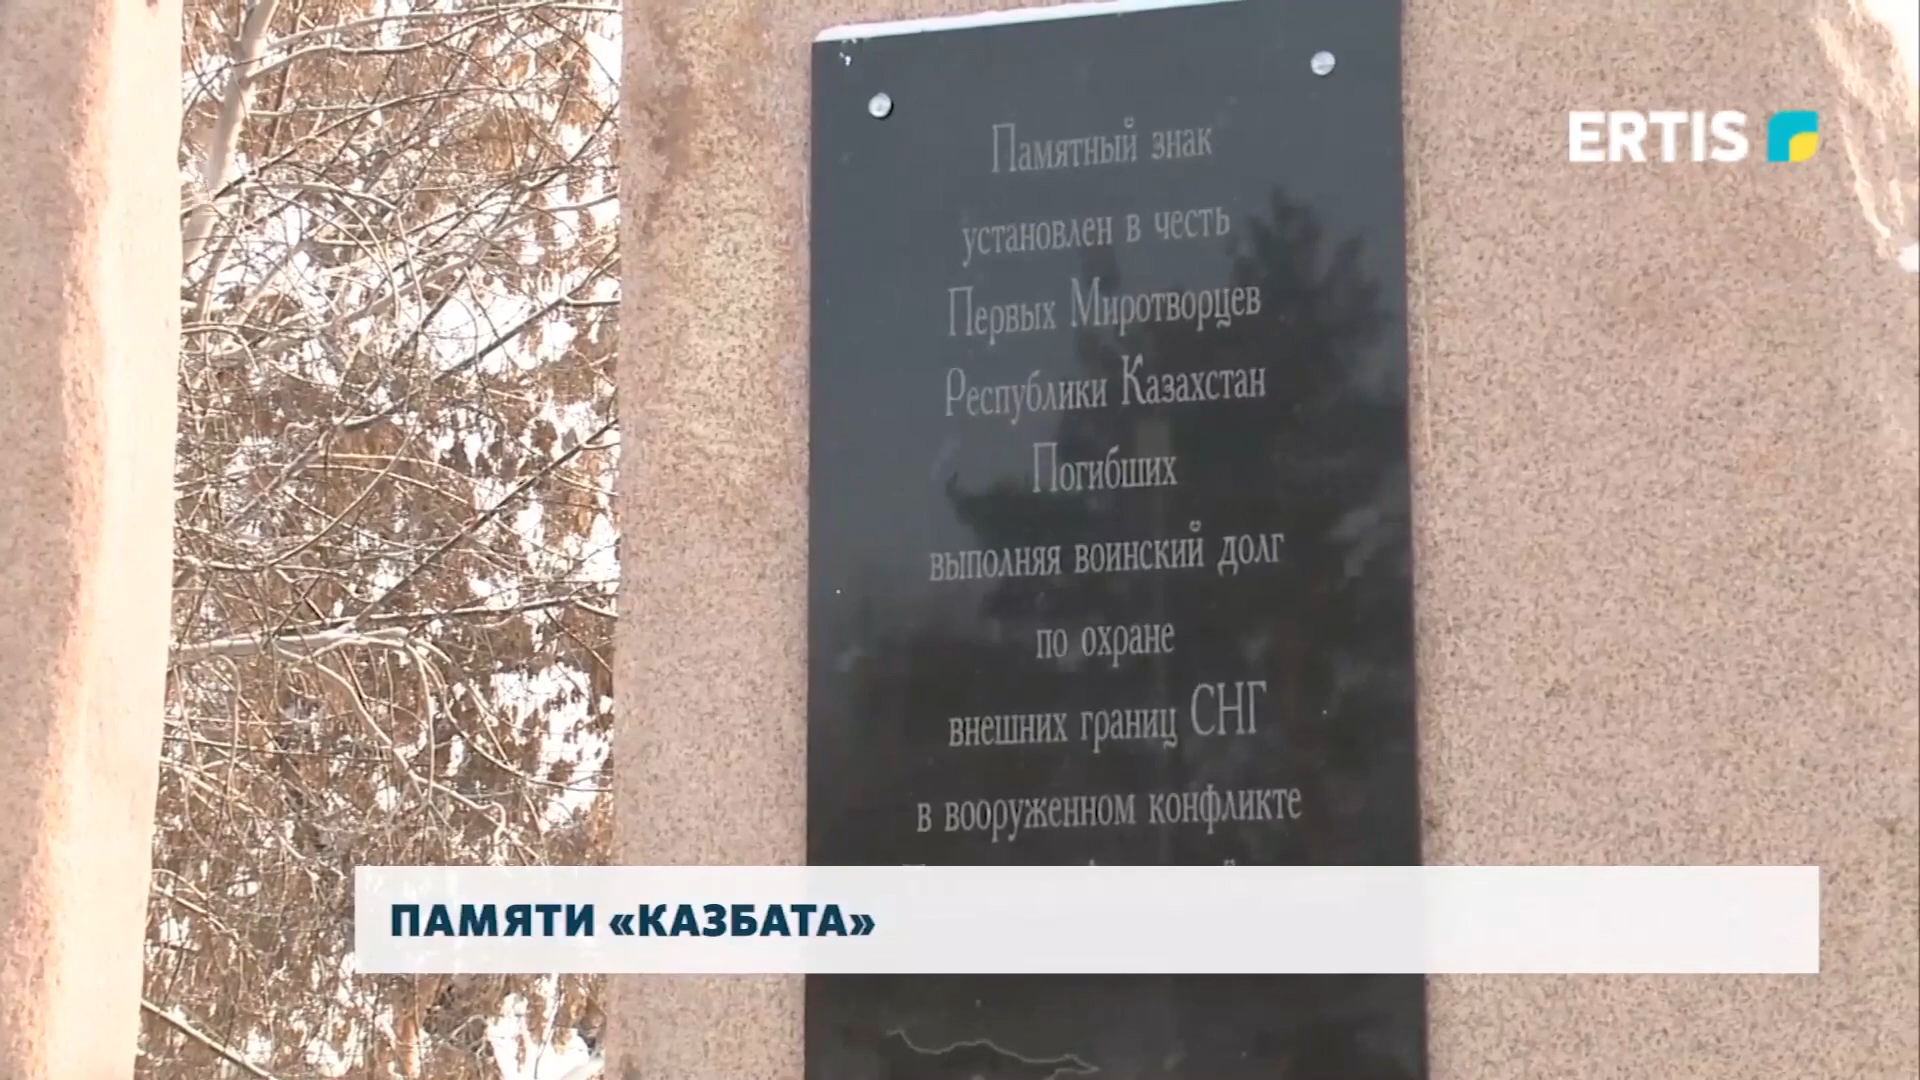 ERTIS
Памятный знак
установлен в честь
Первых Миротворцев
Республики Казахстан
Погибших
выполняя воинский долг
по охране
внешних границ СНГ
в вооруженном конфликте
ПАМЯТИ «КАЗБАТА»